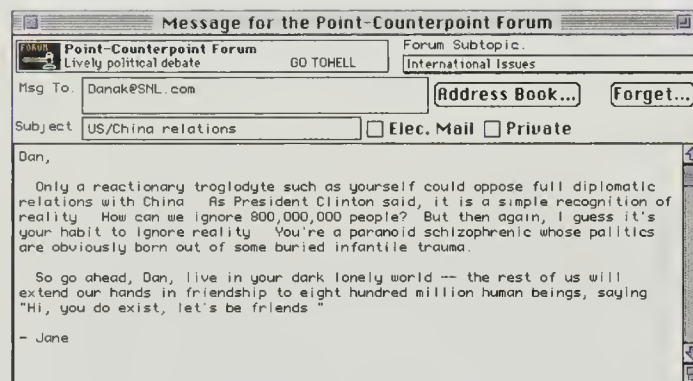 Message for the Point-Counterpoint Forum
FORUM
Point-Counterpoint Forum
Lively political debate GO TOHELL
Forum Subtopic.
International Issues
Msg To. Danak@SNL.com
Address Book... Forget...
Subject US/China relations Elec. Mail Private
Dan,
Only a reactionary troglodyte such as yourself could oppose full diplomatic
relations with China As President Clinton said, it is a simple recognition of
reality How can we ignore 800,000,000 people? But then again, I guess it's
your habit to ignore reality You're a paranoid schizophrenic whose politics
are obviously born out of some buried infantile trauma.
So go ahead, Dan, live in your dark lonely world -- the rest of us will
extend our hands in friendship to eight hundred million human beings, saying
"Hi, you do exist, let's be friends "
- Jane